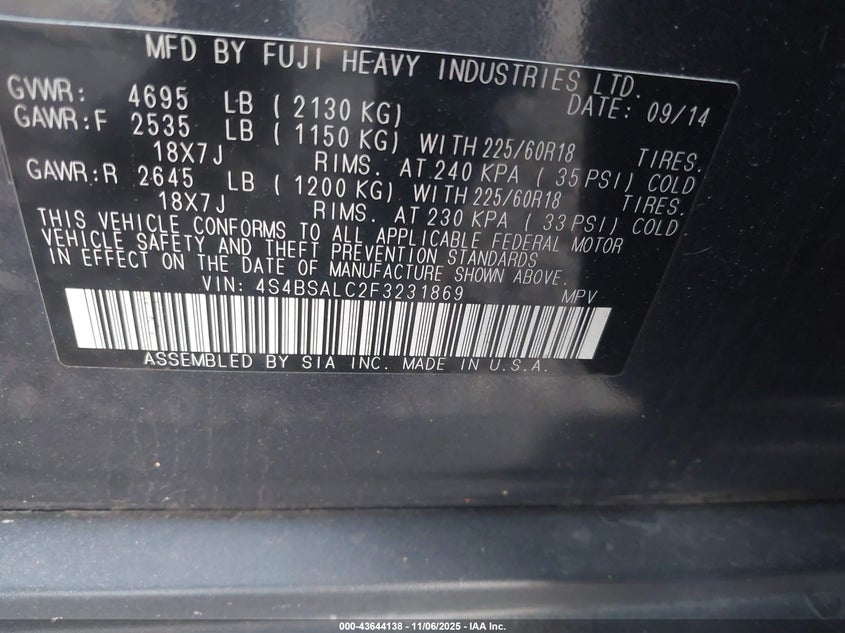 MFD BY FUJI HEAVY INDUSTRIES LTD.
GVWR: 4695 LB ( 2130 KG) DATE: 09/14
GAWR:F 2535 LB ( 1150 KG) WITH 225/60R18 TIRES.
18X7J RIMS. AT 240 KPA ( 35 PSI) COLD
GAWR:R 2645 LB ( 1200 KG) WITH 225/60R18 TIRES.
18X7J RIMS. AT 230 KPA ( 33 PSI) COLD.
THIS VEHICLE CONFORMS TO ALL APPLICABLE FEDERAL MOTOR
VEHICLE SAFETY AND THEFT PREVENTION STANDARDS
IN EFFECT ON THE DATE OF MANUFACTURE SHOWN ABOVE.
VIN: 4S4BSALC2F3231869 MPV
ASSEMBLED BY SIA INC. MADE IN U.S.A.
000-43644138 - 11/06/2025 - IAA Inc.